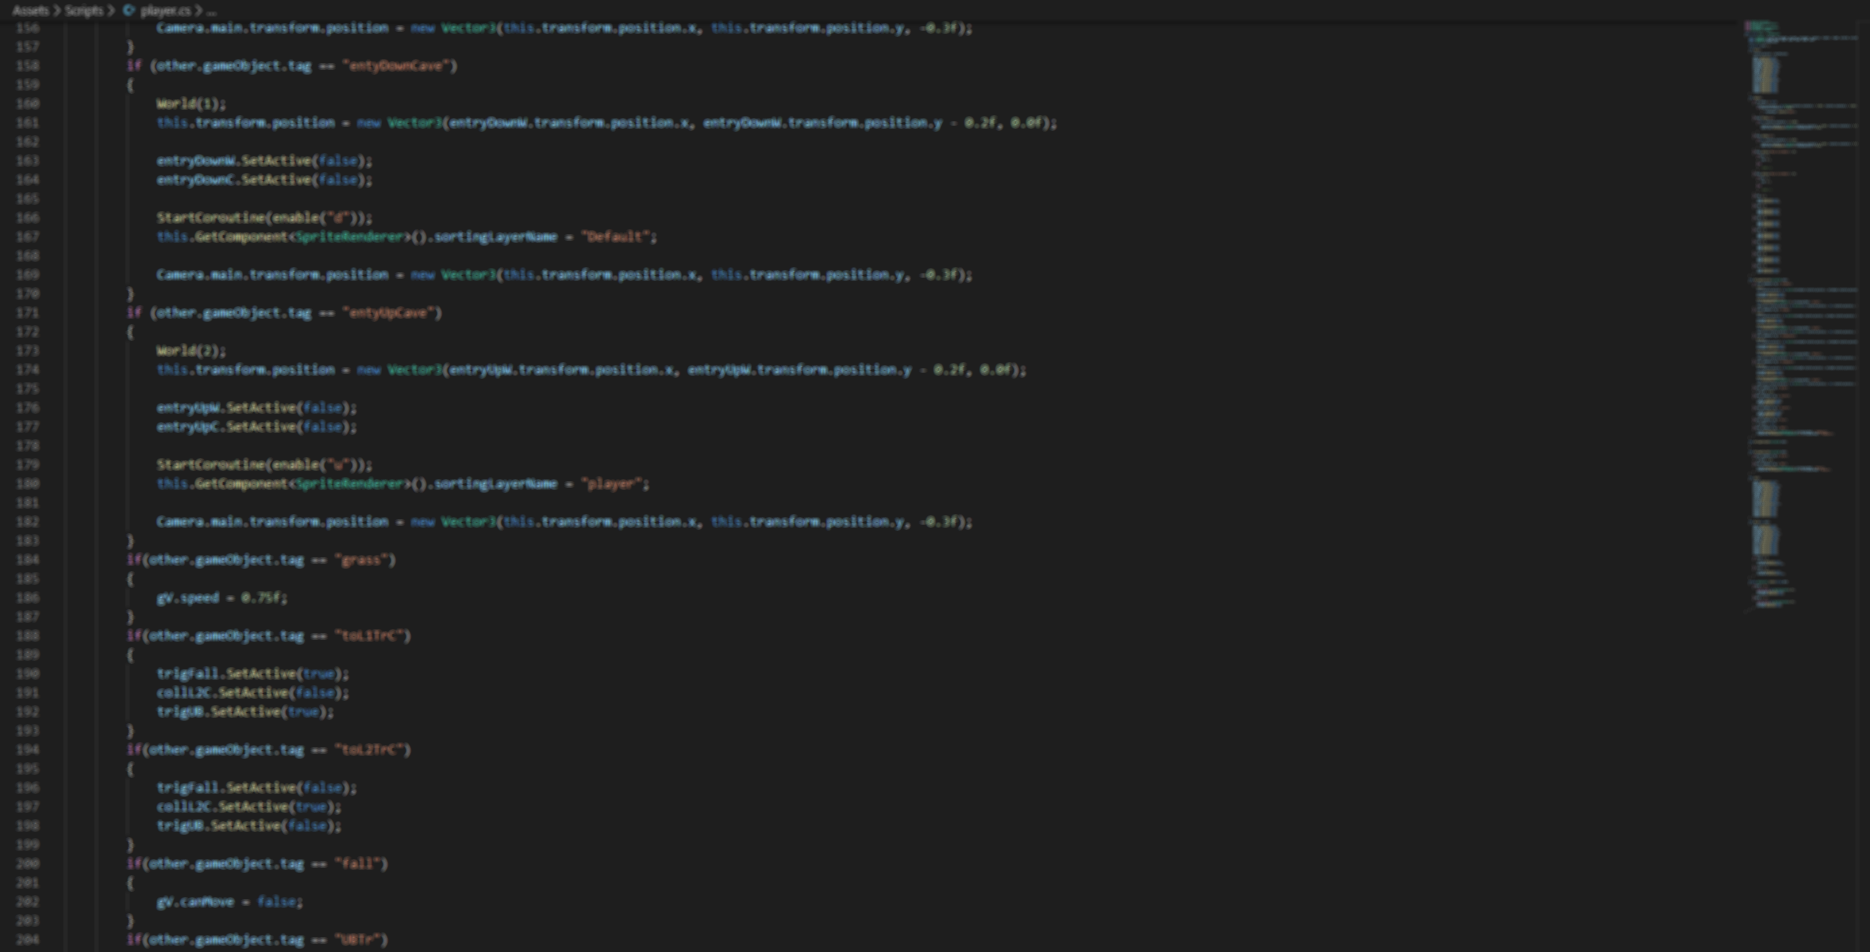 Assets > Scripts > player.cs > ...
156 Camera.main.transform.position = new Vector3(this.transform.position.x, this.transform.position.y, -0.3f);
157 }
158 if (other.gameObject.tag == "entyDownCave")
159 {
160 World(1);
161 this.transform.position = new Vector3(entryDownW.transform.position.x, entryDownW.transform.position.y - 0.2f, 0.0f);
162
163 entryDownW.SetActive(false);
164 entryDownC.SetActive(false);
165
166 StartCoroutine(enable("d"));
167 this.GetComponent<SpriteRenderer>().sortingLayerName = "Default";
168
169 Camera.main.transform.position = new Vector3(this.transform.position.x, this.transform.position.y, -0.3f);
170 }
171 if (other.gameObject.tag == "entyUpCave")
172 {
173 World(2);
174 this.transform.position = new Vector3(entryUpW.transform.position.x, entryUpW.transform.position.y - 0.2f, 0.0f);
175
176 entryUpW.SetActive(false);
177 entryUpC.SetActive(false);
178
179 StartCoroutine(enable("u"));
180 this.GetComponent<SpriteRenderer>().sortingLayerName = "player";
181
182 Camera.main.transform.position = new Vector3(this.transform.position.x, this.transform.position.y, -0.3f);
183 }
184 if(other.gameObject.tag == "grass")
185 {
186 gV.speed = 0.75f;
187 }
188 if(other.gameObject.tag == "toL1TrC")
189 {
190 trigFall.SetActive(true);
191 collL2C.SetActive(false);
192 trigUB.SetActive(true);
193 }
194 if(other.gameObject.tag == "toL2TrC")
195 {
196 trigFall.SetActive(false);
197 collL2C.SetActive(true);
198 trigUB.SetActive(false);
199 }
200 if(other.gameObject.tag == "fall")
201 {
202 gV.canMove = false;
203 }
204 if(other.gameObject.tag == "UBTr")